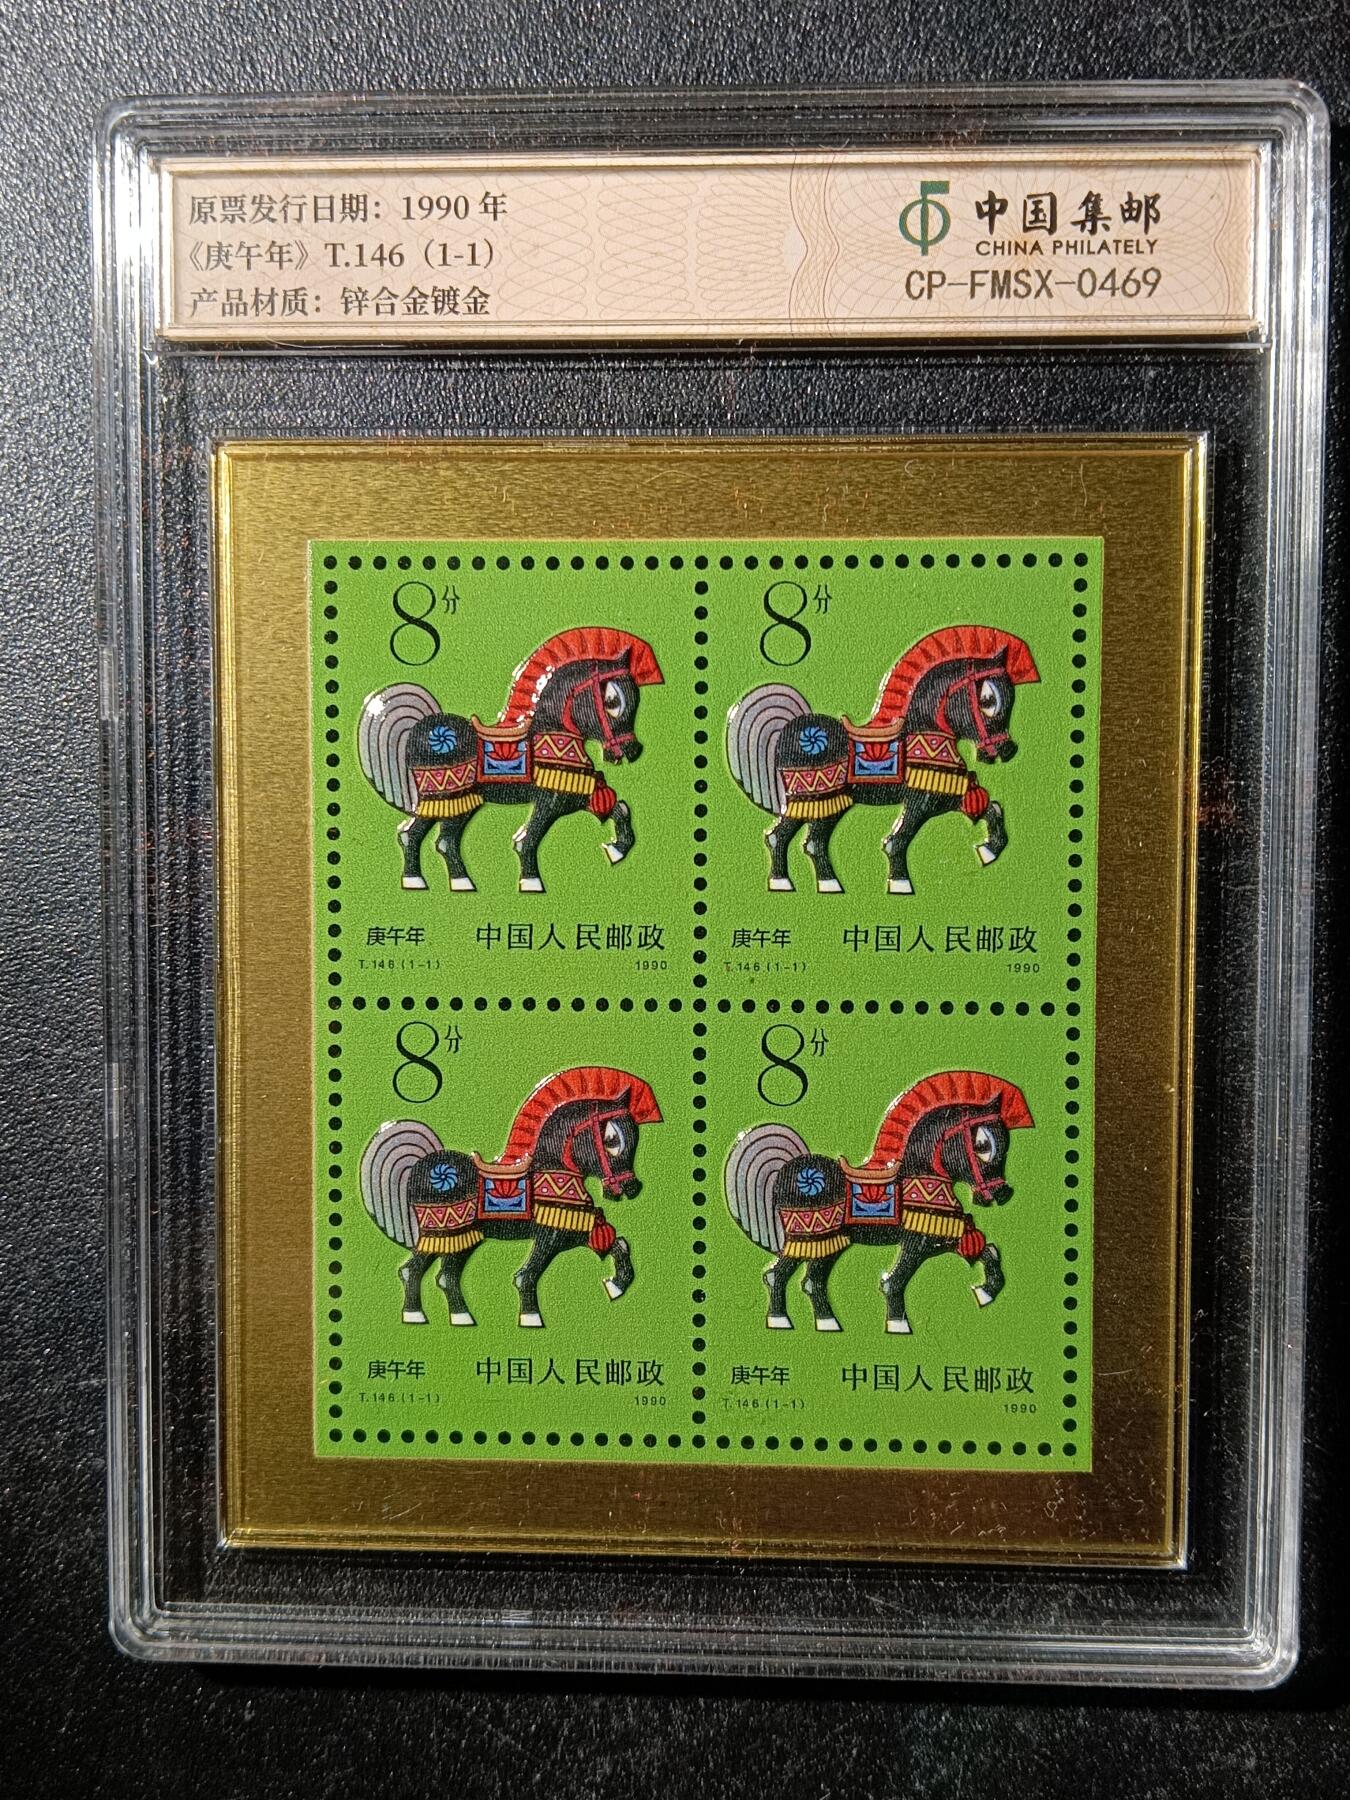 原票发行日期：1990 年
《庚午年》T.146（1-1）
产品材质：锌合金镀金
中国集邮
CHINA PHILATELY
CP-FMSX-0469
8分
庚午年 中国人民邮政
T.146 (1-1) 1990
8分
庚午年 中国人民邮政
T.146 (1-1) 1990
8分
庚午年 中国人民邮政
T.146 (1-1) 1990
8分
庚午年 中国人民邮政
T.146 (1-1) 1990